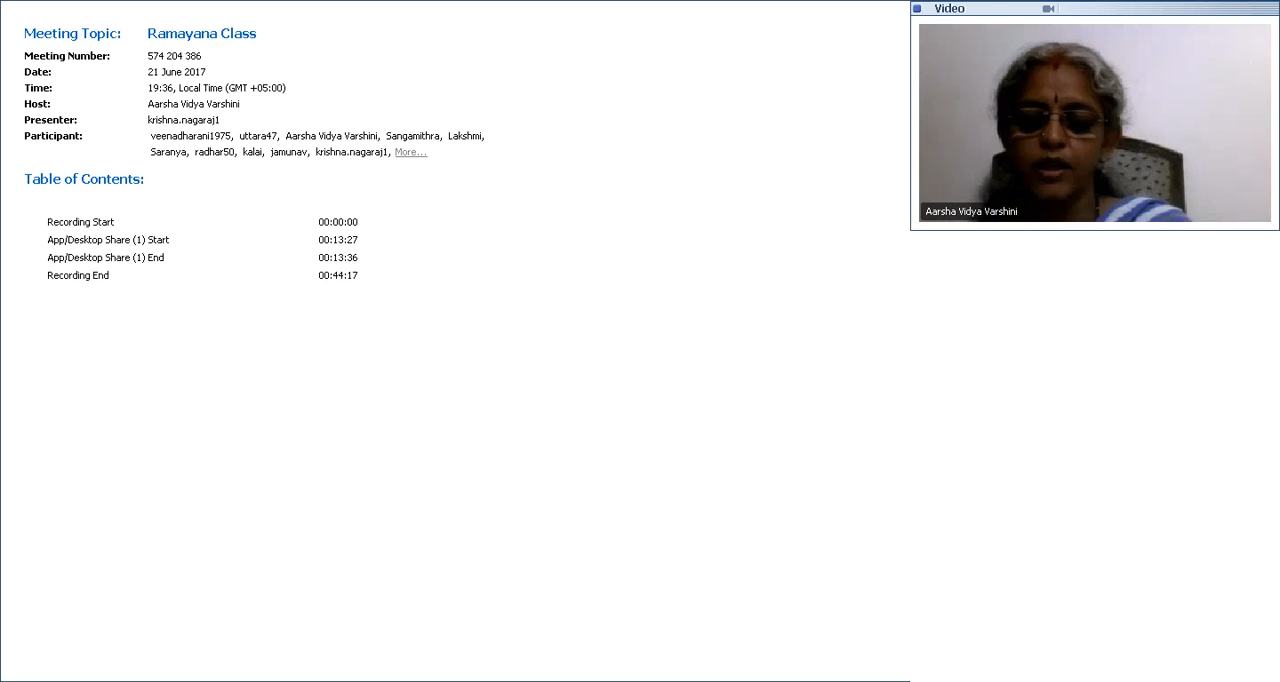 Meeting Topic: Ramayana Class
Meeting Number: 574 204 386
Date: 21 June 2017
Time: 19:36, Local Time (GMT +05:00)
Host: Aarsha Vidya Varshini
Presenter: krishna.nagaraj1
Participant: veenadharani1975, uttara47, Aarsha Vidya Varshini, Sangamithra, Lakshmi,
Saranya, radhar50, kalai, jamunav, krishna.nagaraj1, More...
Table of Contents:
Recording Start 00:00:00
App/Desktop Share (1) Start 00:13:27
App/Desktop Share (1) End 00:13:36
Recording End 00:44:17
Video
Aarsha Vidya Varshini